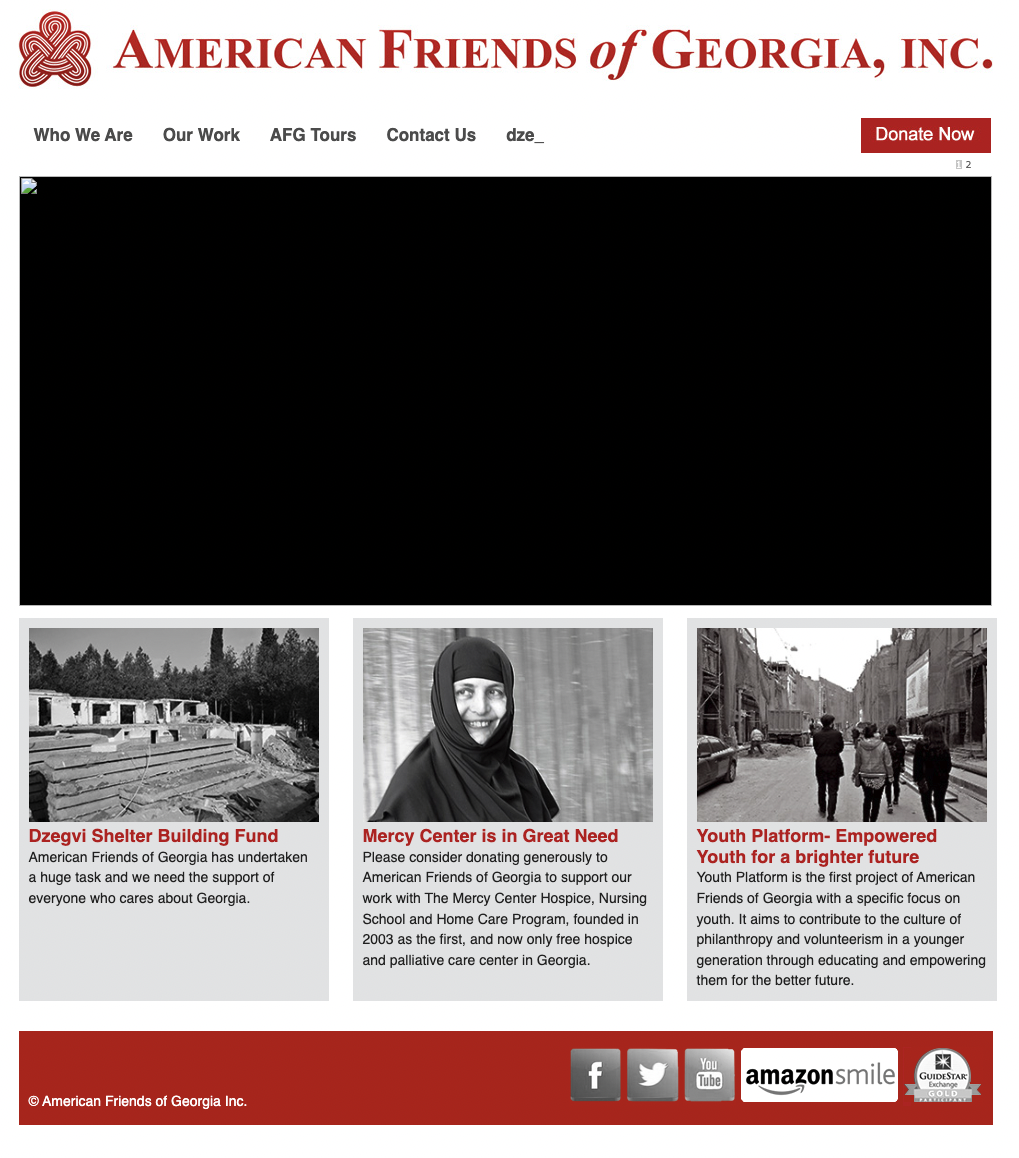 AMERICAN FRIENDS of GEORGIA, INC.
Who We Are
Our Work
AFG Tours
Contact Us
dze_
Donate Now
2
Dzegvi Shelter Building Fund
American Friends of Georgia has undertaken
a huge task and we need the support of
everyone who cares about Georgia.
Mercy Center is in Great Need
Please consider donating generously to
American Friends of Georgia to support our
work with The Mercy Center Hospice, Nursing
School and Home Care Program, founded in
2003 as the first, and now only free hospice
and palliative care center in Georgia.
Youth Platform- Empowered
Youth for a brighter future
Youth Platform is the first project of American
Friends of Georgia with a specific focus on
youth. It aims to contribute to the culture of
philanthropy and volunteerism in a younger
generation through educating and empowering
them for the better future.
© American Friends of Georgia Inc.
f
You
Tube
amazonsmile
GUIDESTAR
Exchange
GOLD
PARTICIPANT